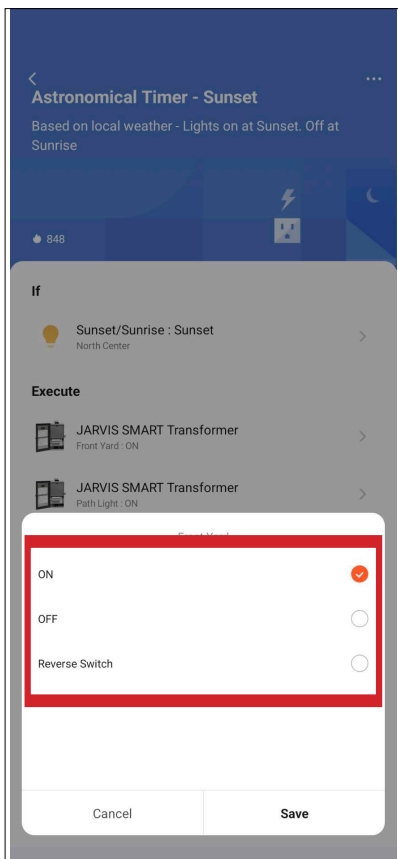 Astronomical Timer - Sunset
Based on local weather - Lights on at Sunset. Off at
Sunrise
848
If
Sunset/Sunrise : Sunset
North Center
Execute
JARVIS SMART Transformer
Front Yard : ON
JARVIS SMART Transformer
Path Light : ON
Front Yard
ON
OFF
Reverse Switch
Cancel
Save